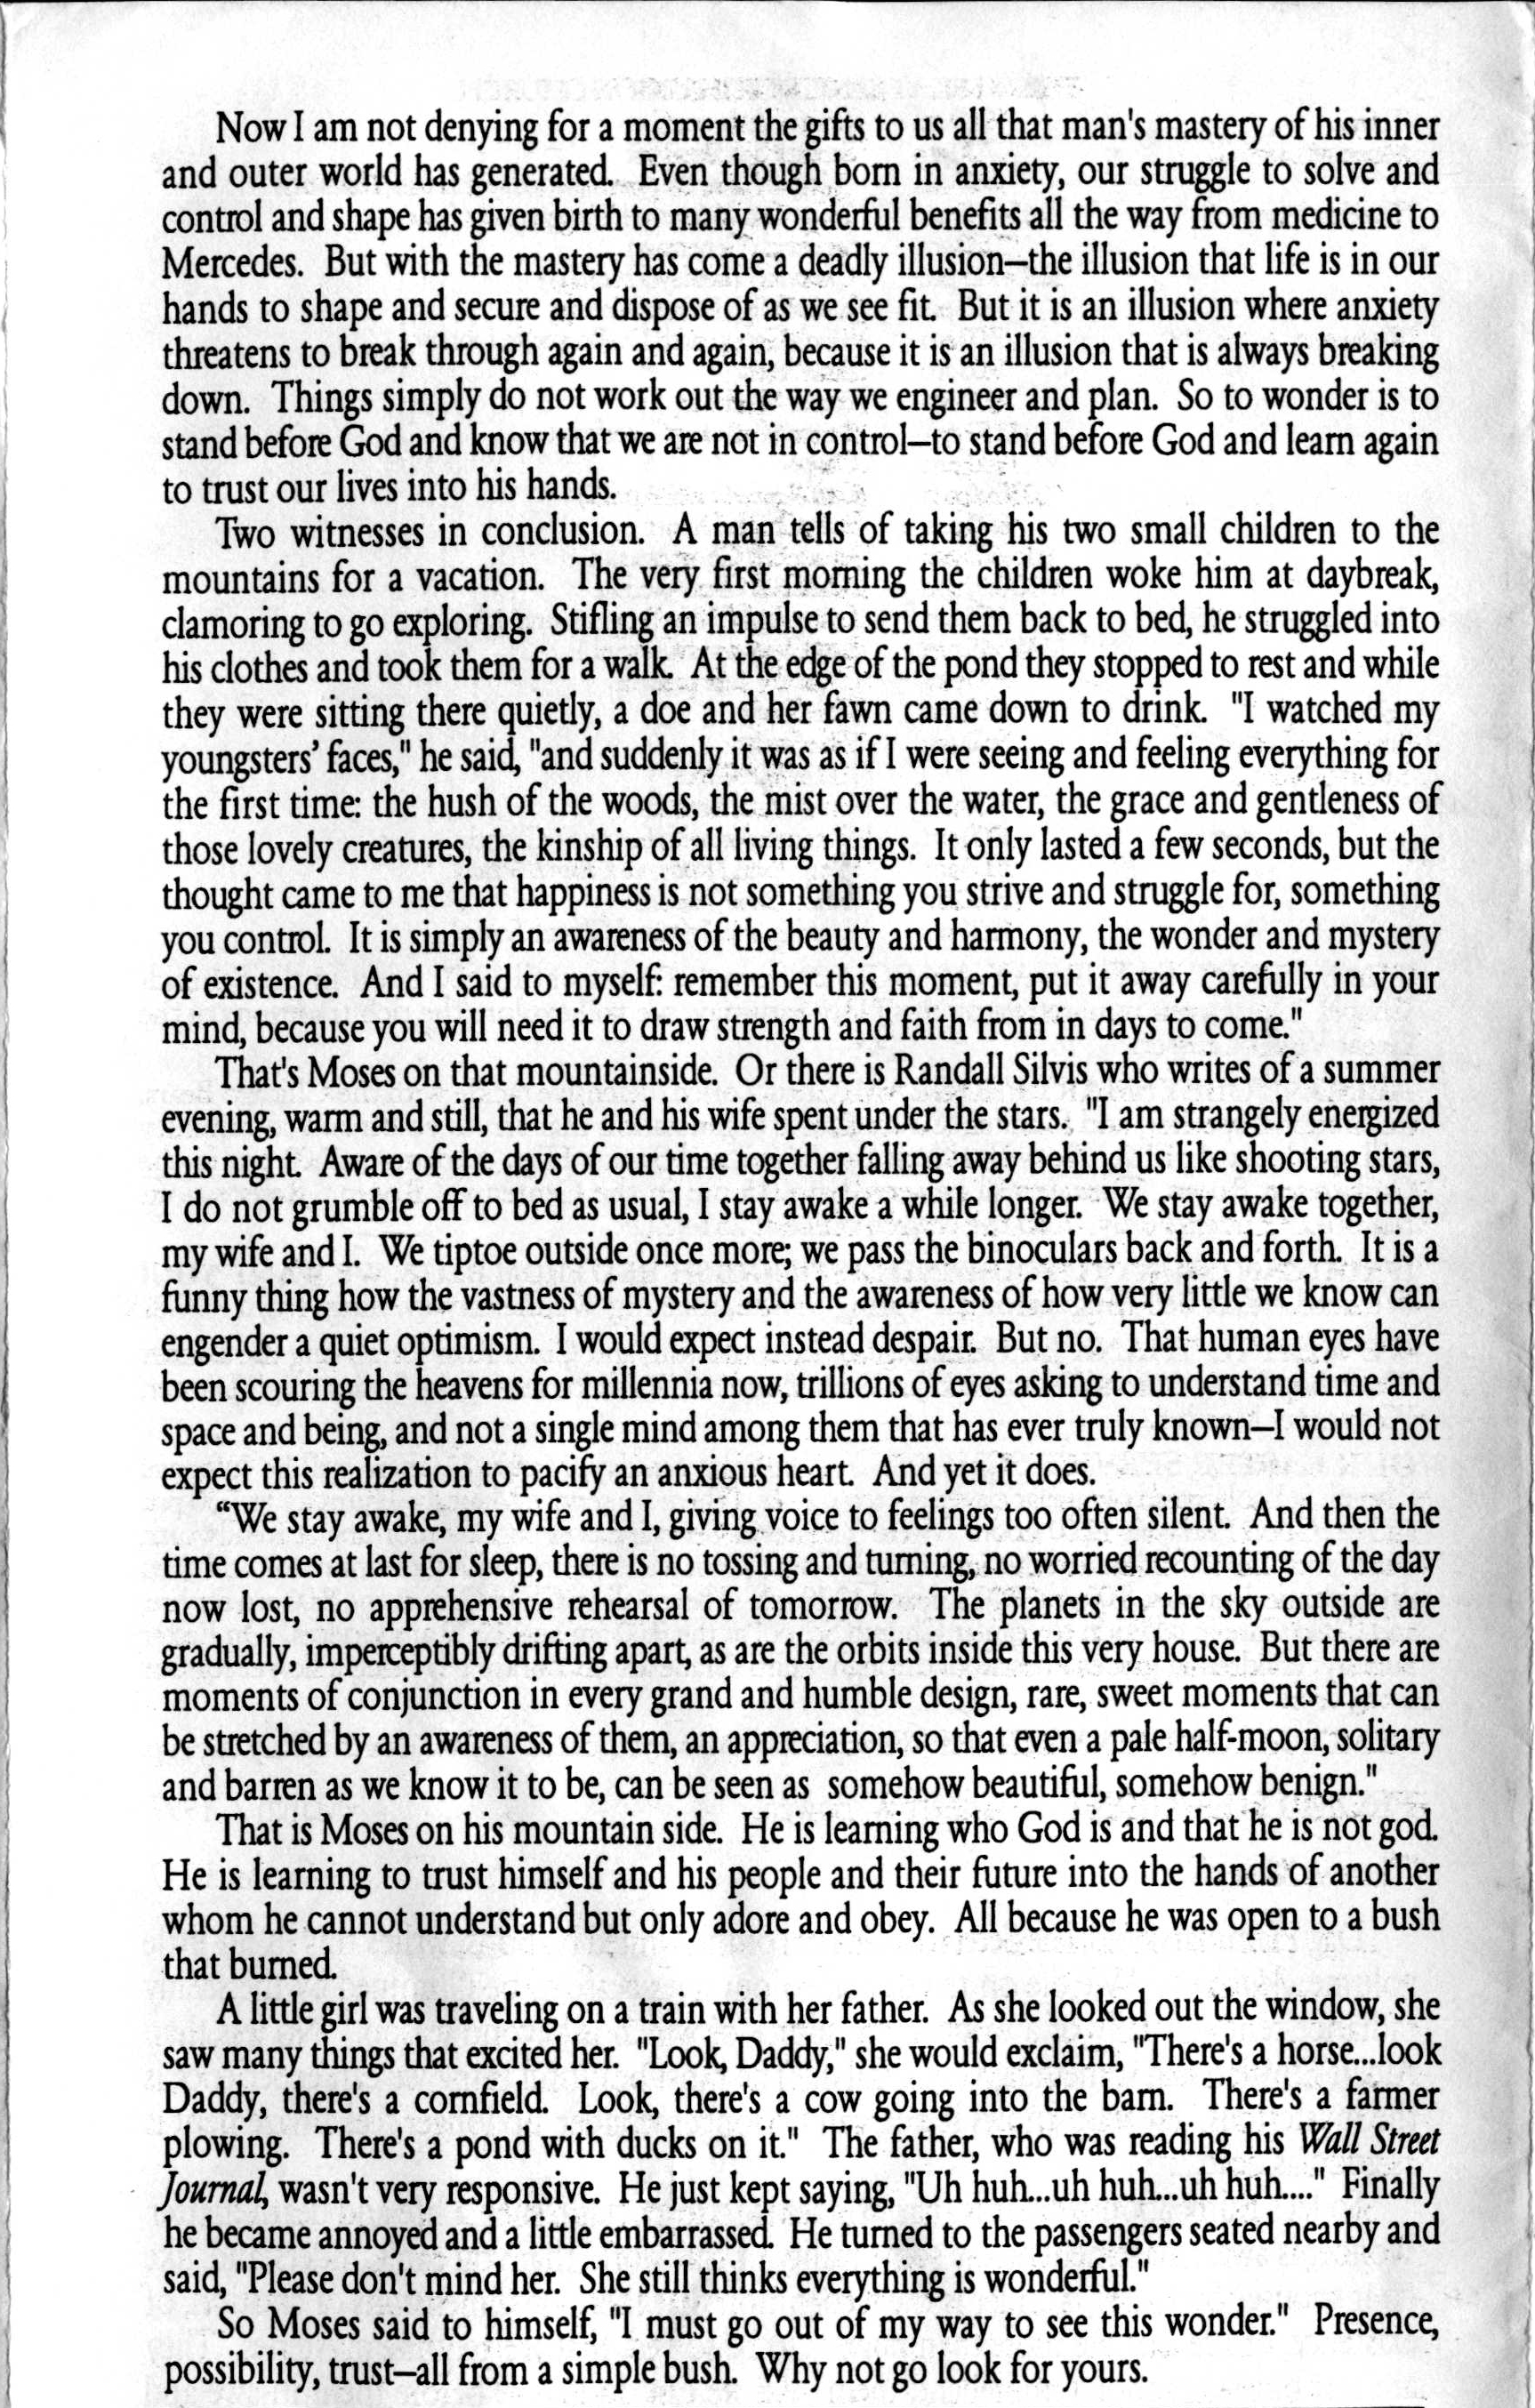 Now I am not denying for a moment the gifts to us all that man's mastery of his inner
and outer world has generated. Even though born in anxiety, our struggle to solve and
control and shape has given birth to many wonderful benefits all the way from medicine to
Mercedes. But with the mastery has come a deadly illusion–the illusion that life is in our
hands to shape and secure and dispose of as we see fit. But it is an illusion where anxiety
threatens to break through again and again, because it is an illusion that is always breaking
down. Things simply do not work out the way we engineer and plan. So to wonder is to
stand before God and know that we are not in control–to stand before God and learn again
to trust our lives into his hands.
Two witnesses in conclusion. A man tells of taking his two small children to the
mountains for a vacation. The very first morning the children woke him at daybreak,
clamoring to go exploring. Stifling an impulse to send them back to bed, he struggled into
his clothes and took them for a walk. At the edge of the pond they stopped to rest and while
they were sitting there quietly, a doe and her fawn came down to drink. "I watched my
youngsters’ faces," he said, "and suddenly it was as if I were seeing and feeling everything for
the first time: the hush of the woods, the mist over the water, the grace and gentleness of
those lovely creatures, the kinship of all living things. It only lasted a few seconds, but the
thought came to me that happiness is not something you strive and struggle for, something
you control. It is simply an awareness of the beauty and harmony, the wonder and mystery
of existence. And I said to myself: remember this moment, put it away carefully in your
mind, because you will need it to draw strength and faith from in days to come."
That's Moses on that mountainside. Or there is Randall Silvis who writes of a summer
evening, warm and still, that he and his wife spent under the stars. "I am strangely energized
this night. Aware of the days of our time together falling away behind us like shooting stars,
I do not grumble off to bed as usual, I stay awake a while longer. We stay awake together,
my wife and I. We tiptoe outside once more; we pass the binoculars back and forth. It is a
funny thing how the vastness of mystery and the awareness of how very little we know can
engender a quiet optimism. I would expect instead despair. But no. That human eyes have
been scouring the heavens for millennia now, trillions of eyes asking to understand time and
space and being, and not a single mind among them that has ever truly known–I would not
expect this realization to pacify an anxious heart. And yet it does.
“We stay awake, my wife and I, giving voice to feelings too often silent. And then the
time comes at last for sleep, there is no tossing and turning, no worried recounting of the day
now lost, no apprehensive rehearsal of tomorrow. The planets in the sky outside are
gradually, imperceptibly drifting apart, as are the orbits inside this very house. But there are
moments of conjunction in every grand and humble design, rare, sweet moments that can
be stretched by an awareness of them, an appreciation, so that even a pale half-moon, solitary
and barren as we know it to be, can be seen as somehow beautiful, somehow benign."
That is Moses on his mountain side. He is learning who God is and that he is not god.
He is learning to trust himself and his people and their future into the hands of another
whom he cannot understand but only adore and obey. All because he was open to a bush
that burned.
A little girl was traveling on a train with her father. As she looked out the window, she
saw many things that excited her. "Look, Daddy," she would exclaim, "There's a horse...look
Daddy, there's a cornfield. Look, there's a cow going into the barn. There's a farmer
plowing. There's a pond with ducks on it." The father, who was reading his Wall Street
Journal, wasn't very responsive. He just kept saying, "Uh huh...uh huh...uh huh...." Finally
he became annoyed and a little embarrassed. He turned to the passengers seated nearby and
said, "Please don't mind her. She still thinks everything is wonderful."
So Moses said to himself, "I must go out of my way to see this wonder." Presence,
possibility, trust–all from a simple bush. Why not go look for yours.